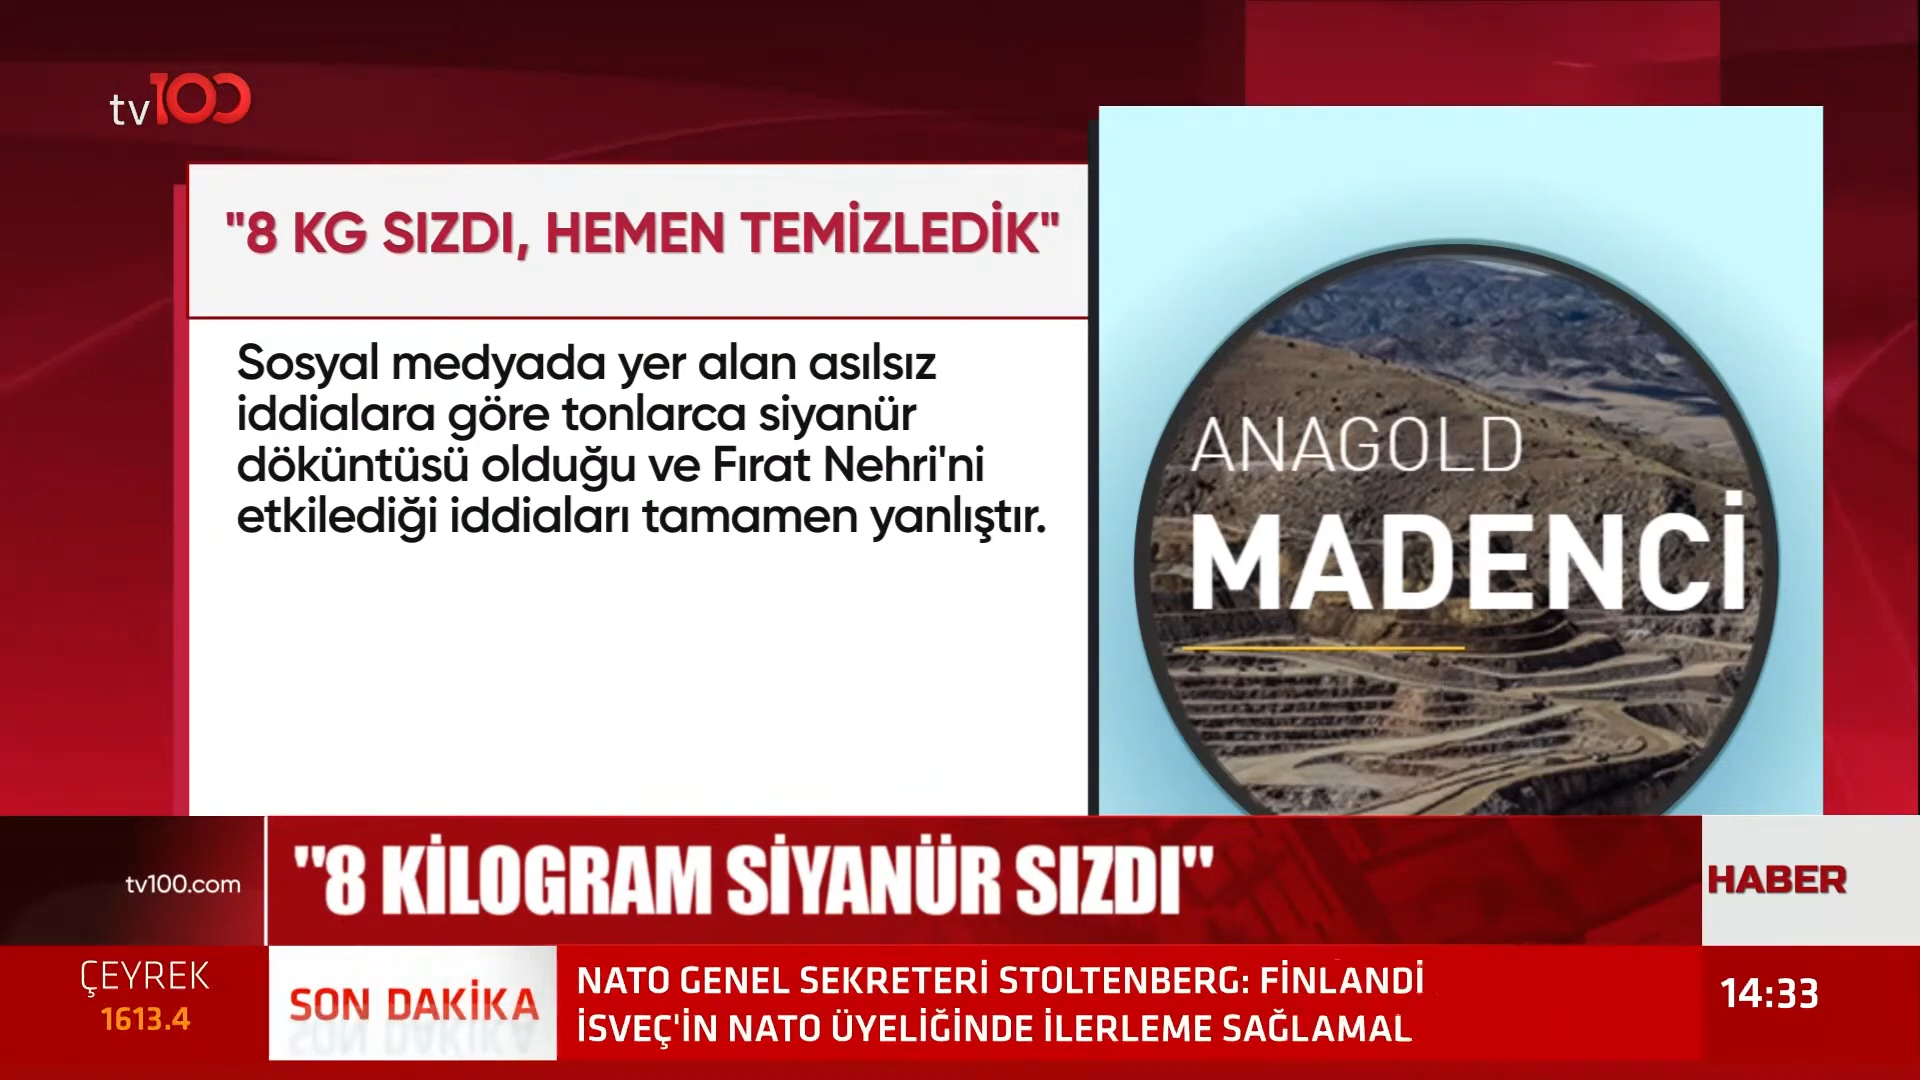 tv100
"8 KG SIZDI, HEMEN TEMİZLEDİK"
Sosyal medyada yer alan asılsız
iddialara göre tonlarca siyanür
döküntüsü olduğu ve Fırat Nehri'ni
etkilediği iddiaları tamamen yanlıştır.
ANAGOLD
MADENCİ
tv100.com
"8 KİLOGRAM SİYANÜR SIZDI"
HABER
ÇEYREK
1613.4
SON DAKİKA
NATO GENEL SEKRETERİ STOLTENBERG: FİNLANDİ
İSVEÇ'İN NATO ÜYELİĞİNDE İLERLEME SAĞLAMAL
14:33